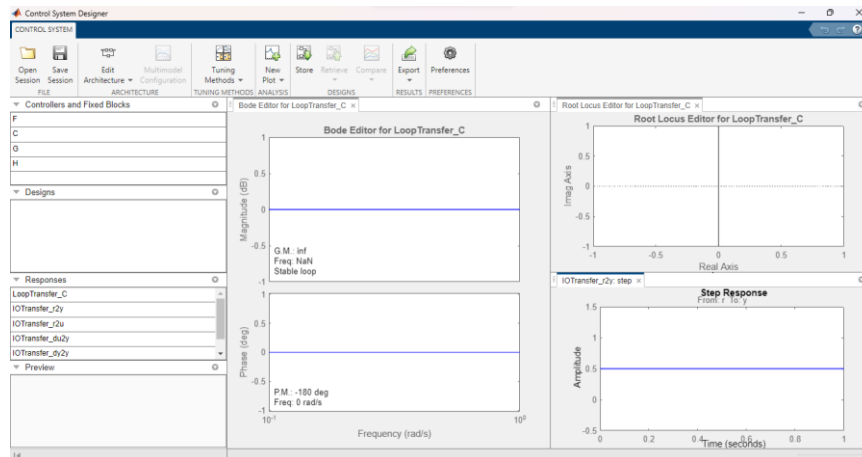 Control System Designer
CONTROL SYSTEM
Open Session
Save Session
Edit Architecture
Multimodel Configuration
Tuning Methods
New Plot
Store
Retrieve
Compare
Export
Preferences
FILE
ARCHITECTURE
TUNING METHODS
ANALYSIS
DESIGNS
RESULTS
PREFERENCES
Controllers and Fixed Blocks
F
C
G
H
Designs
Responses
LoopTransfer_C
IOTransfer_r2y
IOTransfer_r2u
IOTransfer_du2y
IOTransfer_dy2y
Preview
Bode Editor for LoopTransfer_C
Bode Editor for LoopTransfer_C
Magnitude (dB)
1
0.5
0
-0.5
-1
G.M.: inf
Freq: NaN
Stable loop
Phase (deg)
1
0.5
0
-0.5
-1
P.M.: -180 deg
Freq: 0 rad/s
10⁻¹
10⁰
Frequency (rad/s)
Root Locus Editor for LoopTransfer_C
Root Locus Editor for LoopTransfer_C
Imag Axis
1
0.5
0
-0.5
-1
-1 -0.5 0 0.5 1
Real Axis
IOTransfer_r2y: step
Step Response
From: r To: y
Amplitude
1.5
1
0.5
0
-0.5
0 0.2 0.4 0.6 0.8 1
Time (seconds)